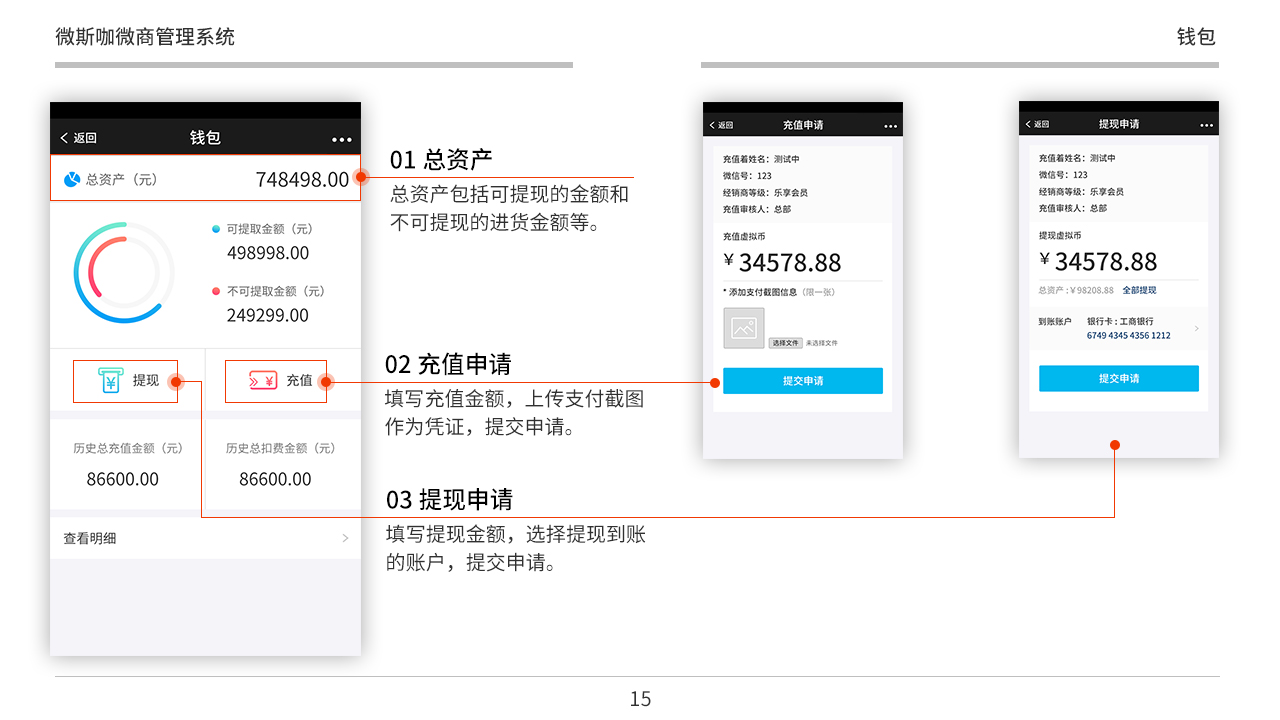 微斯咖微商管理系统
钱包
返回
钱包
总资产（元）
748498.00
可提取金额（元）
498998.00
不可提取金额（元）
249299.00
提现
充值
历史总充值金额（元）
86600.00
历史总扣费金额（元）
86600.00
查看明细
01 总资产
总资产包括可提现的金额和
不可提现的进货金额等。
02 充值申请
填写充值金额，上传支付截图
作为凭证，提交申请。
03 提现申请
填写提现金额，选择提现到账
的账户，提交申请。
返回
充值申请
充值着姓名：测试中
微信号：123
经销商等级：乐享会员
充值审核人：总部
充值虚拟币
¥ 34578.88
* 添加支付截图信息（限一张）
选择文件 未选择文件
提交申请
返回
提现申请
充值着姓名：测试中
微信号：123
经销商等级：乐享会员
充值审核人：总部
提现虚拟币
¥ 34578.88
总资产：¥98208.88 全部提现
到账账户 银行卡：工商银行
6749 4345 4356 1212
提交申请
15